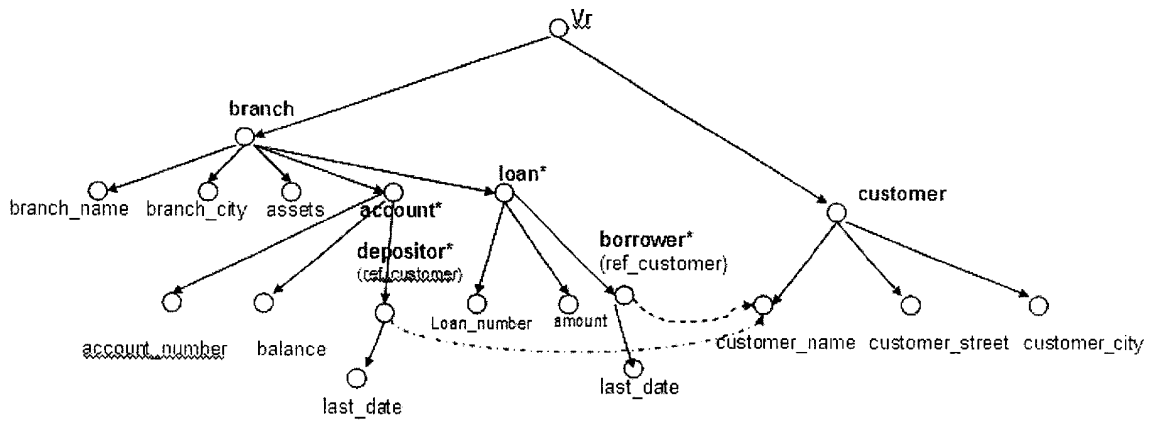 Vr
branch
loan*
branch_name branch_city assets
account*
customer
depositor*
(ref_customer)
borrower*
(ref_customer)
account_number balance
Loan_number amount
customer_name customer_street customer_city
last_date
last_date